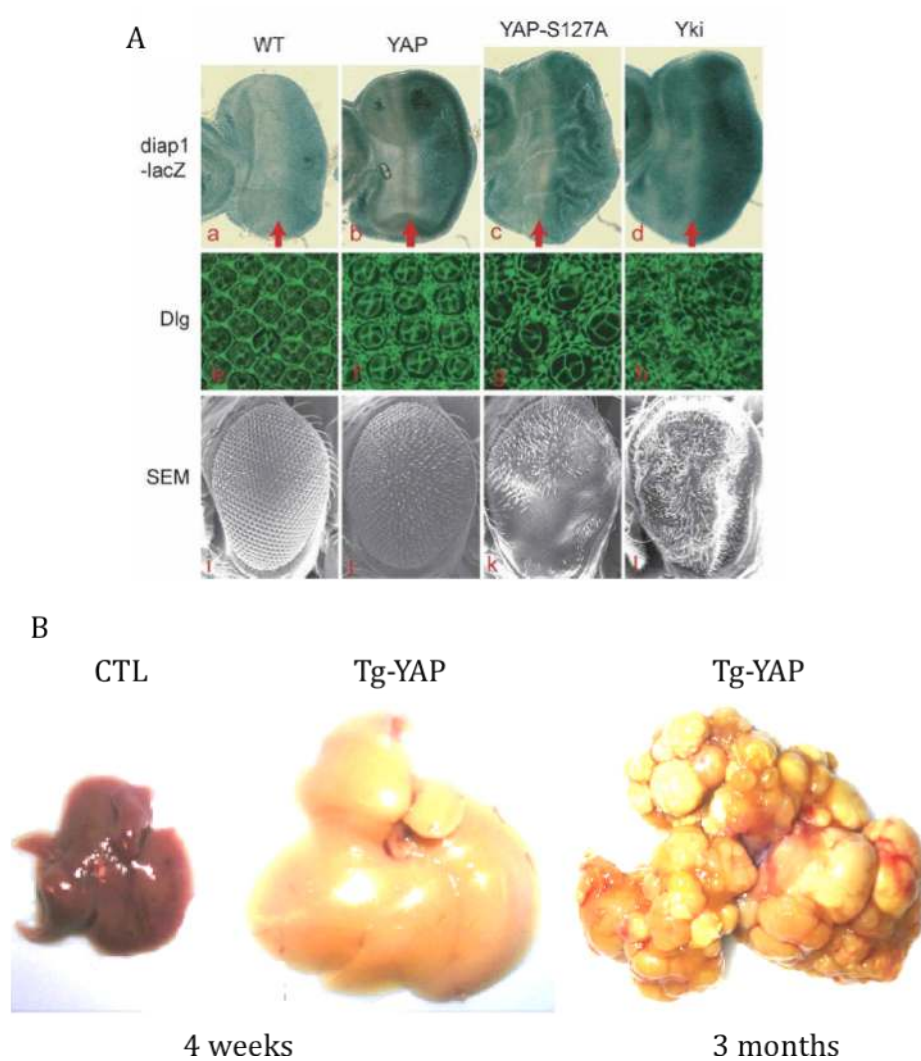 A
WT YAP YAP-S127A Yki
diap1
-lacZ
a b c d
Dlg
e f g h
SEM
i j k l
B
CTL Tg-YAP Tg-YAP
4 weeks 3 months